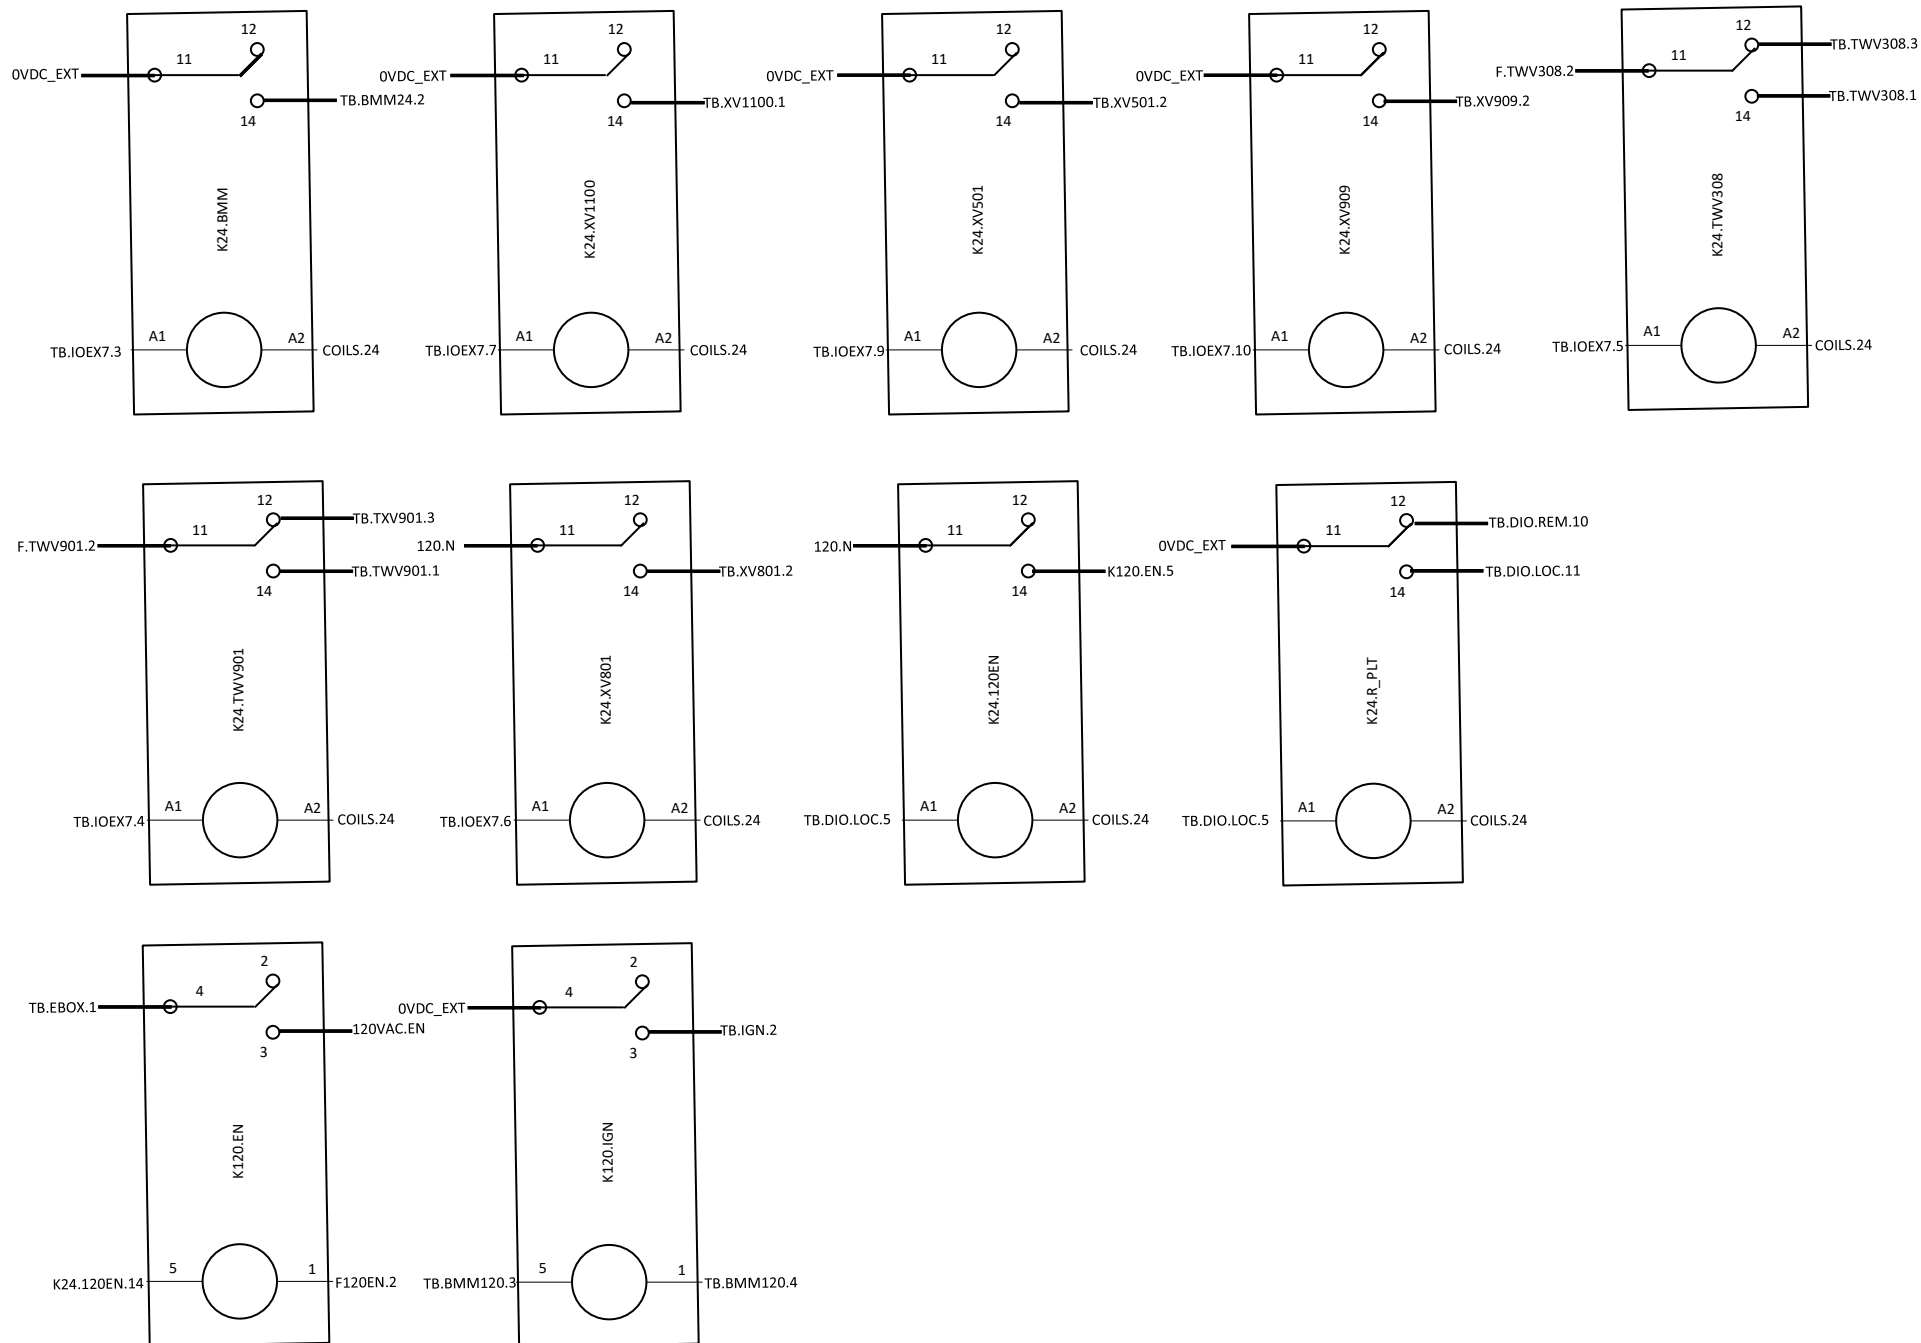 12
11
0VDC_EXT
TB.BMM24.2
14
K24.BMM
A1
A2
TB.IOEX7.3
COILS.24
12
11
0VDC_EXT
TB.XV1100.1
14
K24.XV1100
A1
A2
TB.IOEX7.7
COILS.24
12
11
0VDC_EXT
TB.XV501.2
14
K24.XV501
A1
A2
TB.IOEX7.9
COILS.24
12
11
0VDC_EXT
TB.XV909.2
14
K24.XV909
A1
A2
TB.IOEX7.10
COILS.24
12
TB.TWV308.3
11
F.TWV308.2
TB.TWV308.1
14
K24.TWV308
A1
A2
TB.IOEX7.5
COILS.24
12
TB.TXV901.3
11
F.TWV901.2
TB.TWV901.1
14
K24.TWV901
A1
A2
TB.IOEX7.4
COILS.24
12
11
120.N
TB.XV801.2
14
K24.XV801
A1
A2
TB.IOEX7.6
COILS.24
12
11
120.N
K120.EN.5
14
K24.120EN
A1
A2
TB.DIO.LOC.5
COILS.24
12
TB.DIO.REM.10
11
0VDC_EXT
TB.DIO.LOC.11
14
K24.R_PLT
A1
A2
TB.DIO.LOC.5
COILS.24
2
4
TB.EBOX.1
120VAC.EN
3
K120.EN
5
1
K24.120EN.14
F120EN.2
2
4
0VDC_EXT
TB.IGN.2
3
K120.IGN
5
1
TB.BMM120.3
TB.BMM120.4